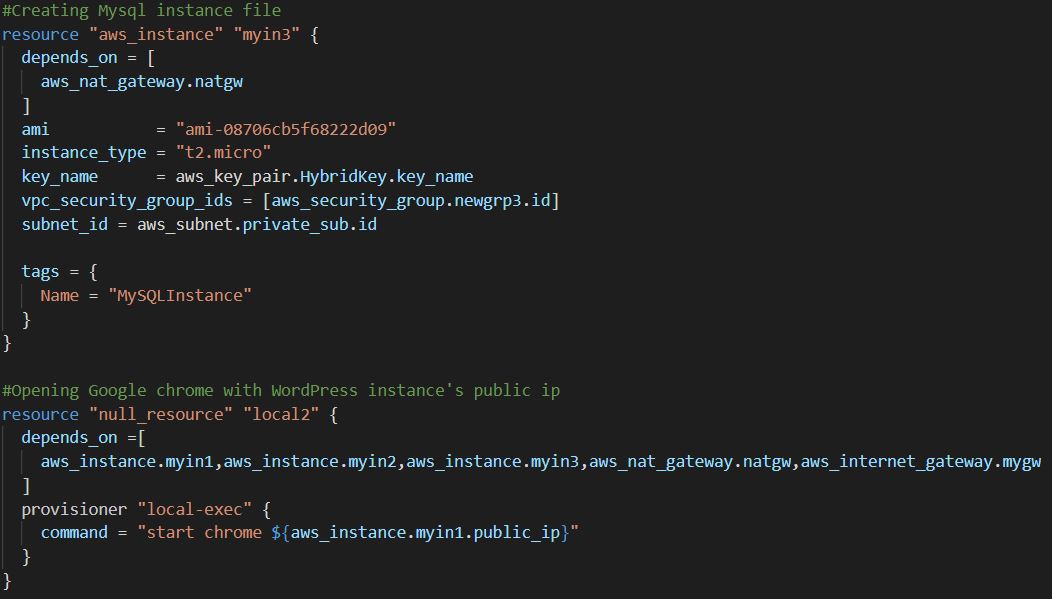 #Creating Mysql instance file
resource "aws_instance" "myin3" {
depends_on = [
aws_nat_gateway.natgw
]
ami = "ami-08706cb5f68222d09"
instance_type = "t2.micro"
key_name = aws_key_pair.HybridKey.key_name
vpc_security_group_ids = [aws_security_group.newgrp3.id]
subnet_id = aws_subnet.private_sub.id
tags = {
Name = "MySQLInstance"
}
}
#Opening Google chrome with WordPress instance's public ip
resource "null_resource" "local2" {
depends_on =[
aws_instance.myin1,aws_instance.myin2,aws_instance.myin3,aws_nat_gateway.natgw,aws_internet_gateway.mygw
]
provisioner "local-exec" {
command = "start chrome ${aws_instance.myin1.public_ip}"
}
}